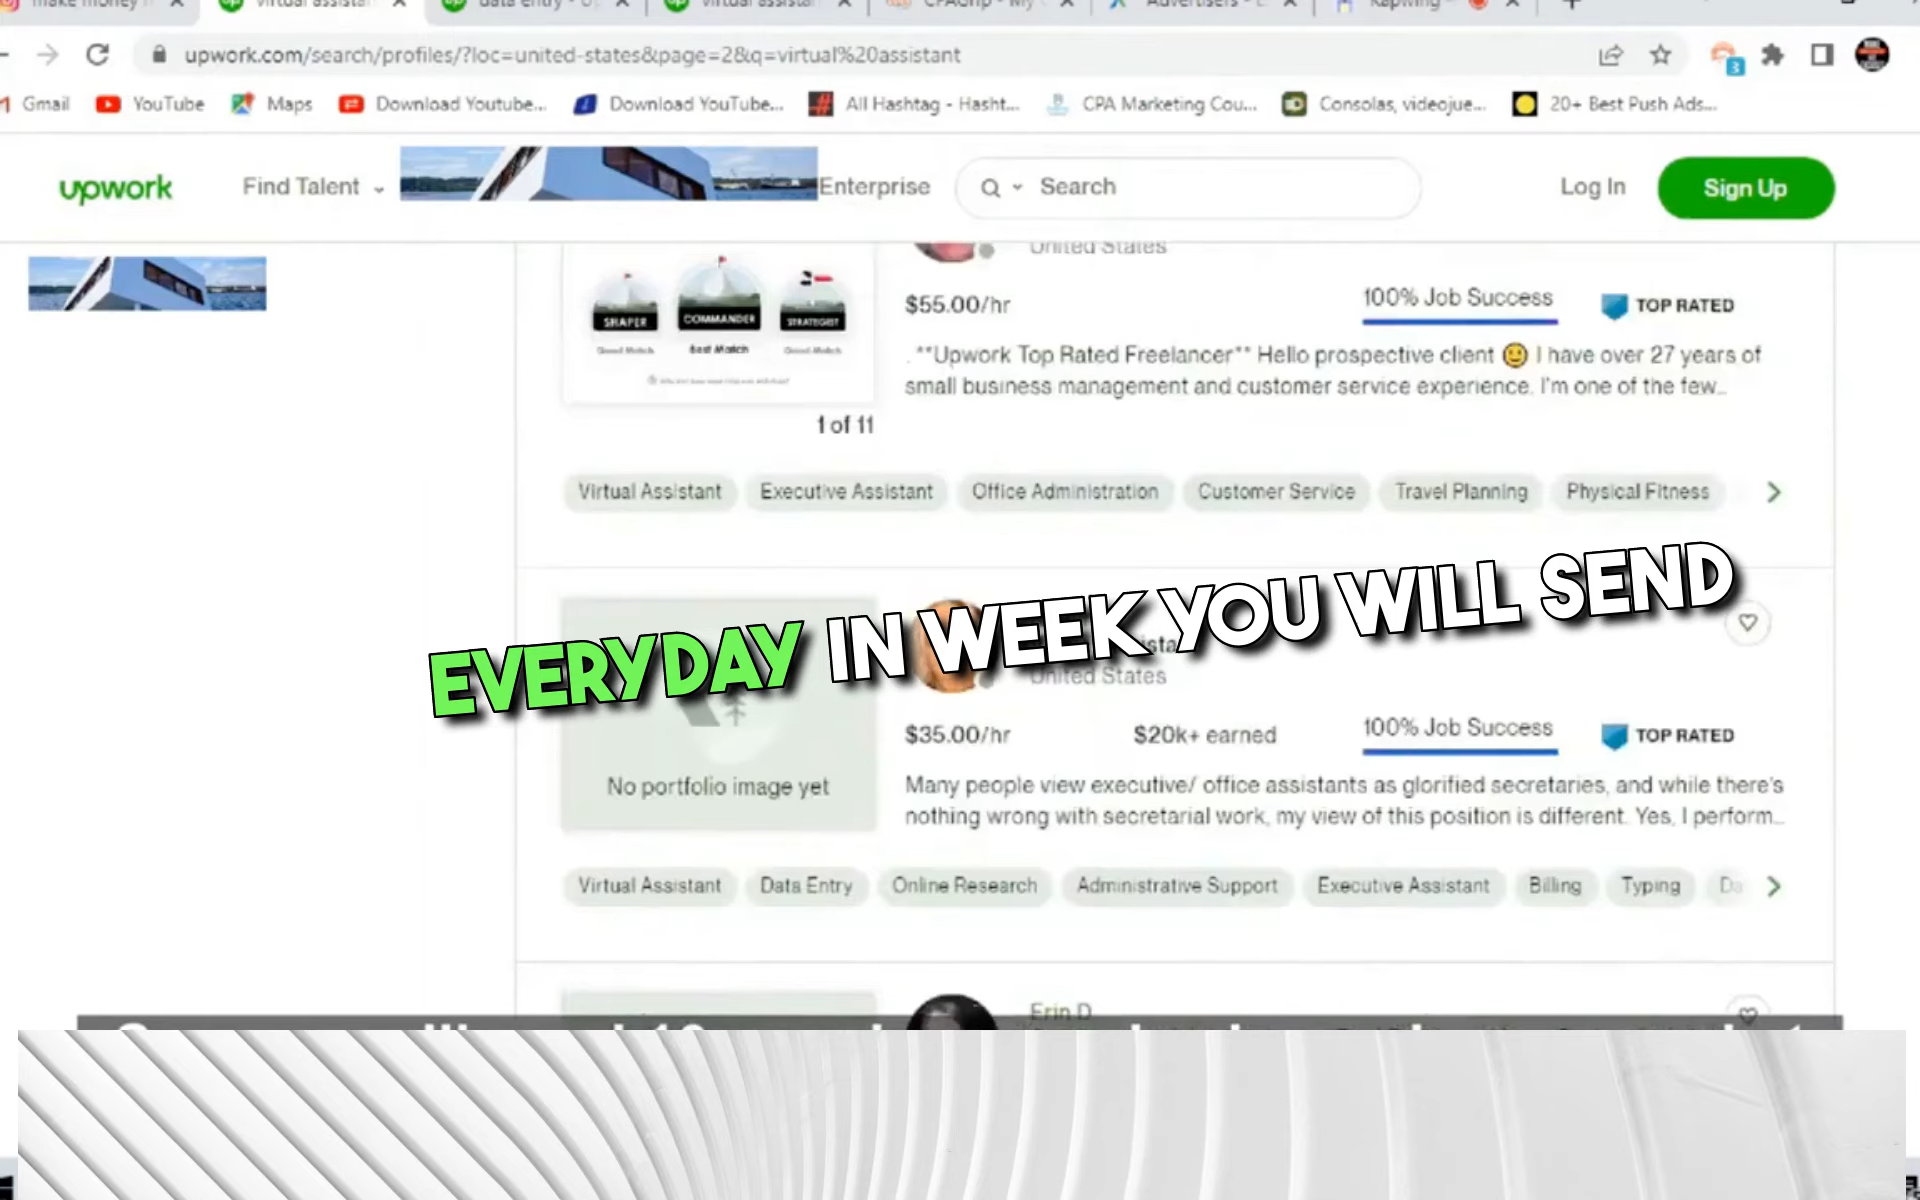 make money
virtual assistan
data entry - U
virtual assistan
CPAGrip - My
Advertisers -
Kapwing -
upwork.com/search/profiles/?loc=united-states&page=2&q=virtual%20assistant
3
Gmail
YouTube
Maps
Download Youtube...
Download YouTube...
All Hashtag - Hasht...
CPA Marketing Cou...
Consolas, videojue...
20+ Best Push Ads...
upwork
Find Talent
Enterprise
Search
Log In
Sign Up
United States
SHAPER
COMMANDER
STRATEGIST
Good Match
Best Match
Good Match
1 of 11
$55.00/hr
100% Job Success
TOP RATED
. **Upwork Top Rated Freelancer** Hello prospective client 😀 I have over 27 years of
small business management and customer service experience. I'm one of the few...
Virtual Assistant
Executive Assistant
Office Administration
Customer Service
Travel Planning
Physical Fitness
EVERYDAY IN WEEK YOU WILL SEND
United States
No portfolio image yet
$35.00/hr
$20k+ earned
100% Job Success
TOP RATED
Many people view executive/ office assistants as glorified secretaries, and while there's
nothing wrong with secretarial work, my view of this position is different. Yes, I perform...
Virtual Assistant
Data Entry
Online Research
Administrative Support
Executive Assistant
Billing
Typing
Da
Erin D